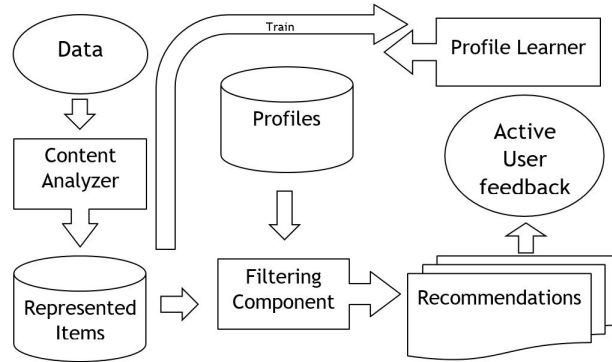 Data
Train
Profile Learner
Profiles
Active
User
feedback
Content
Analyzer
Represented
Items
Filtering
Component
Recommendations